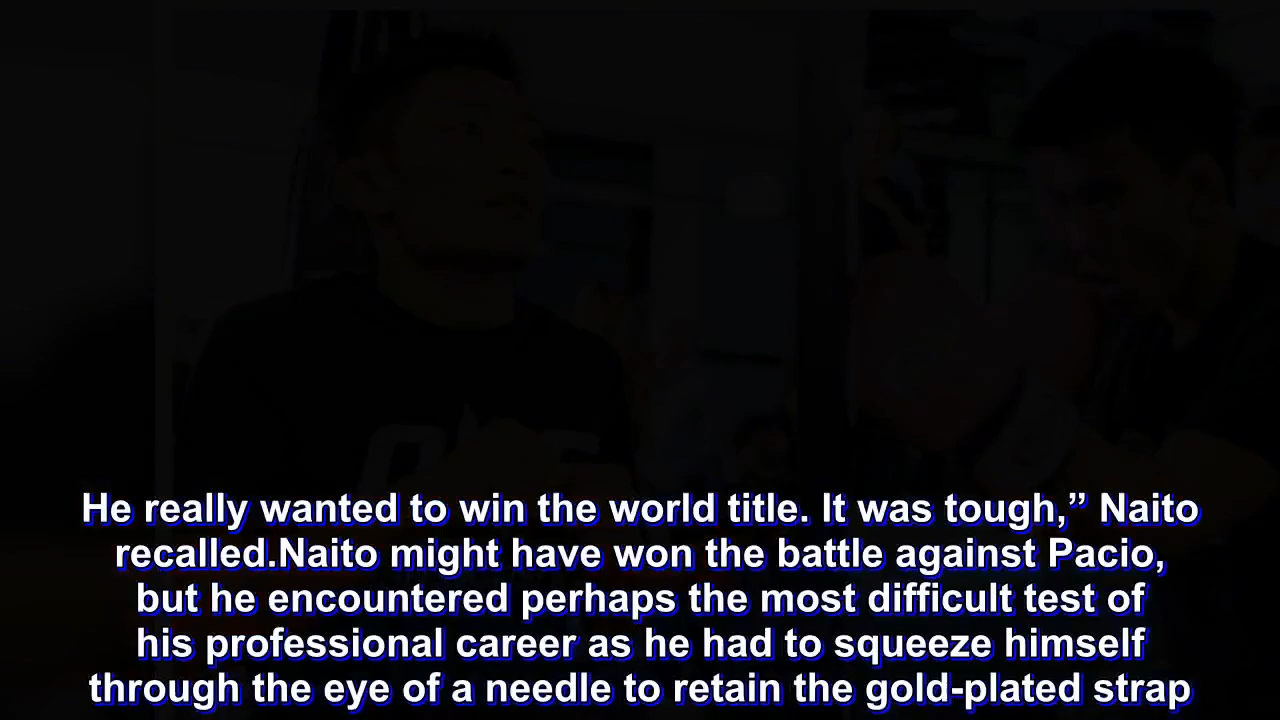 He really wanted to win the world title. It was tough,” Naito
recalled.Naito might have won the battle against Pacio,
but he encountered perhaps the most difficult test of
his professional career as he had to squeeze himself
through the eye of a needle to retain the gold-plated strap